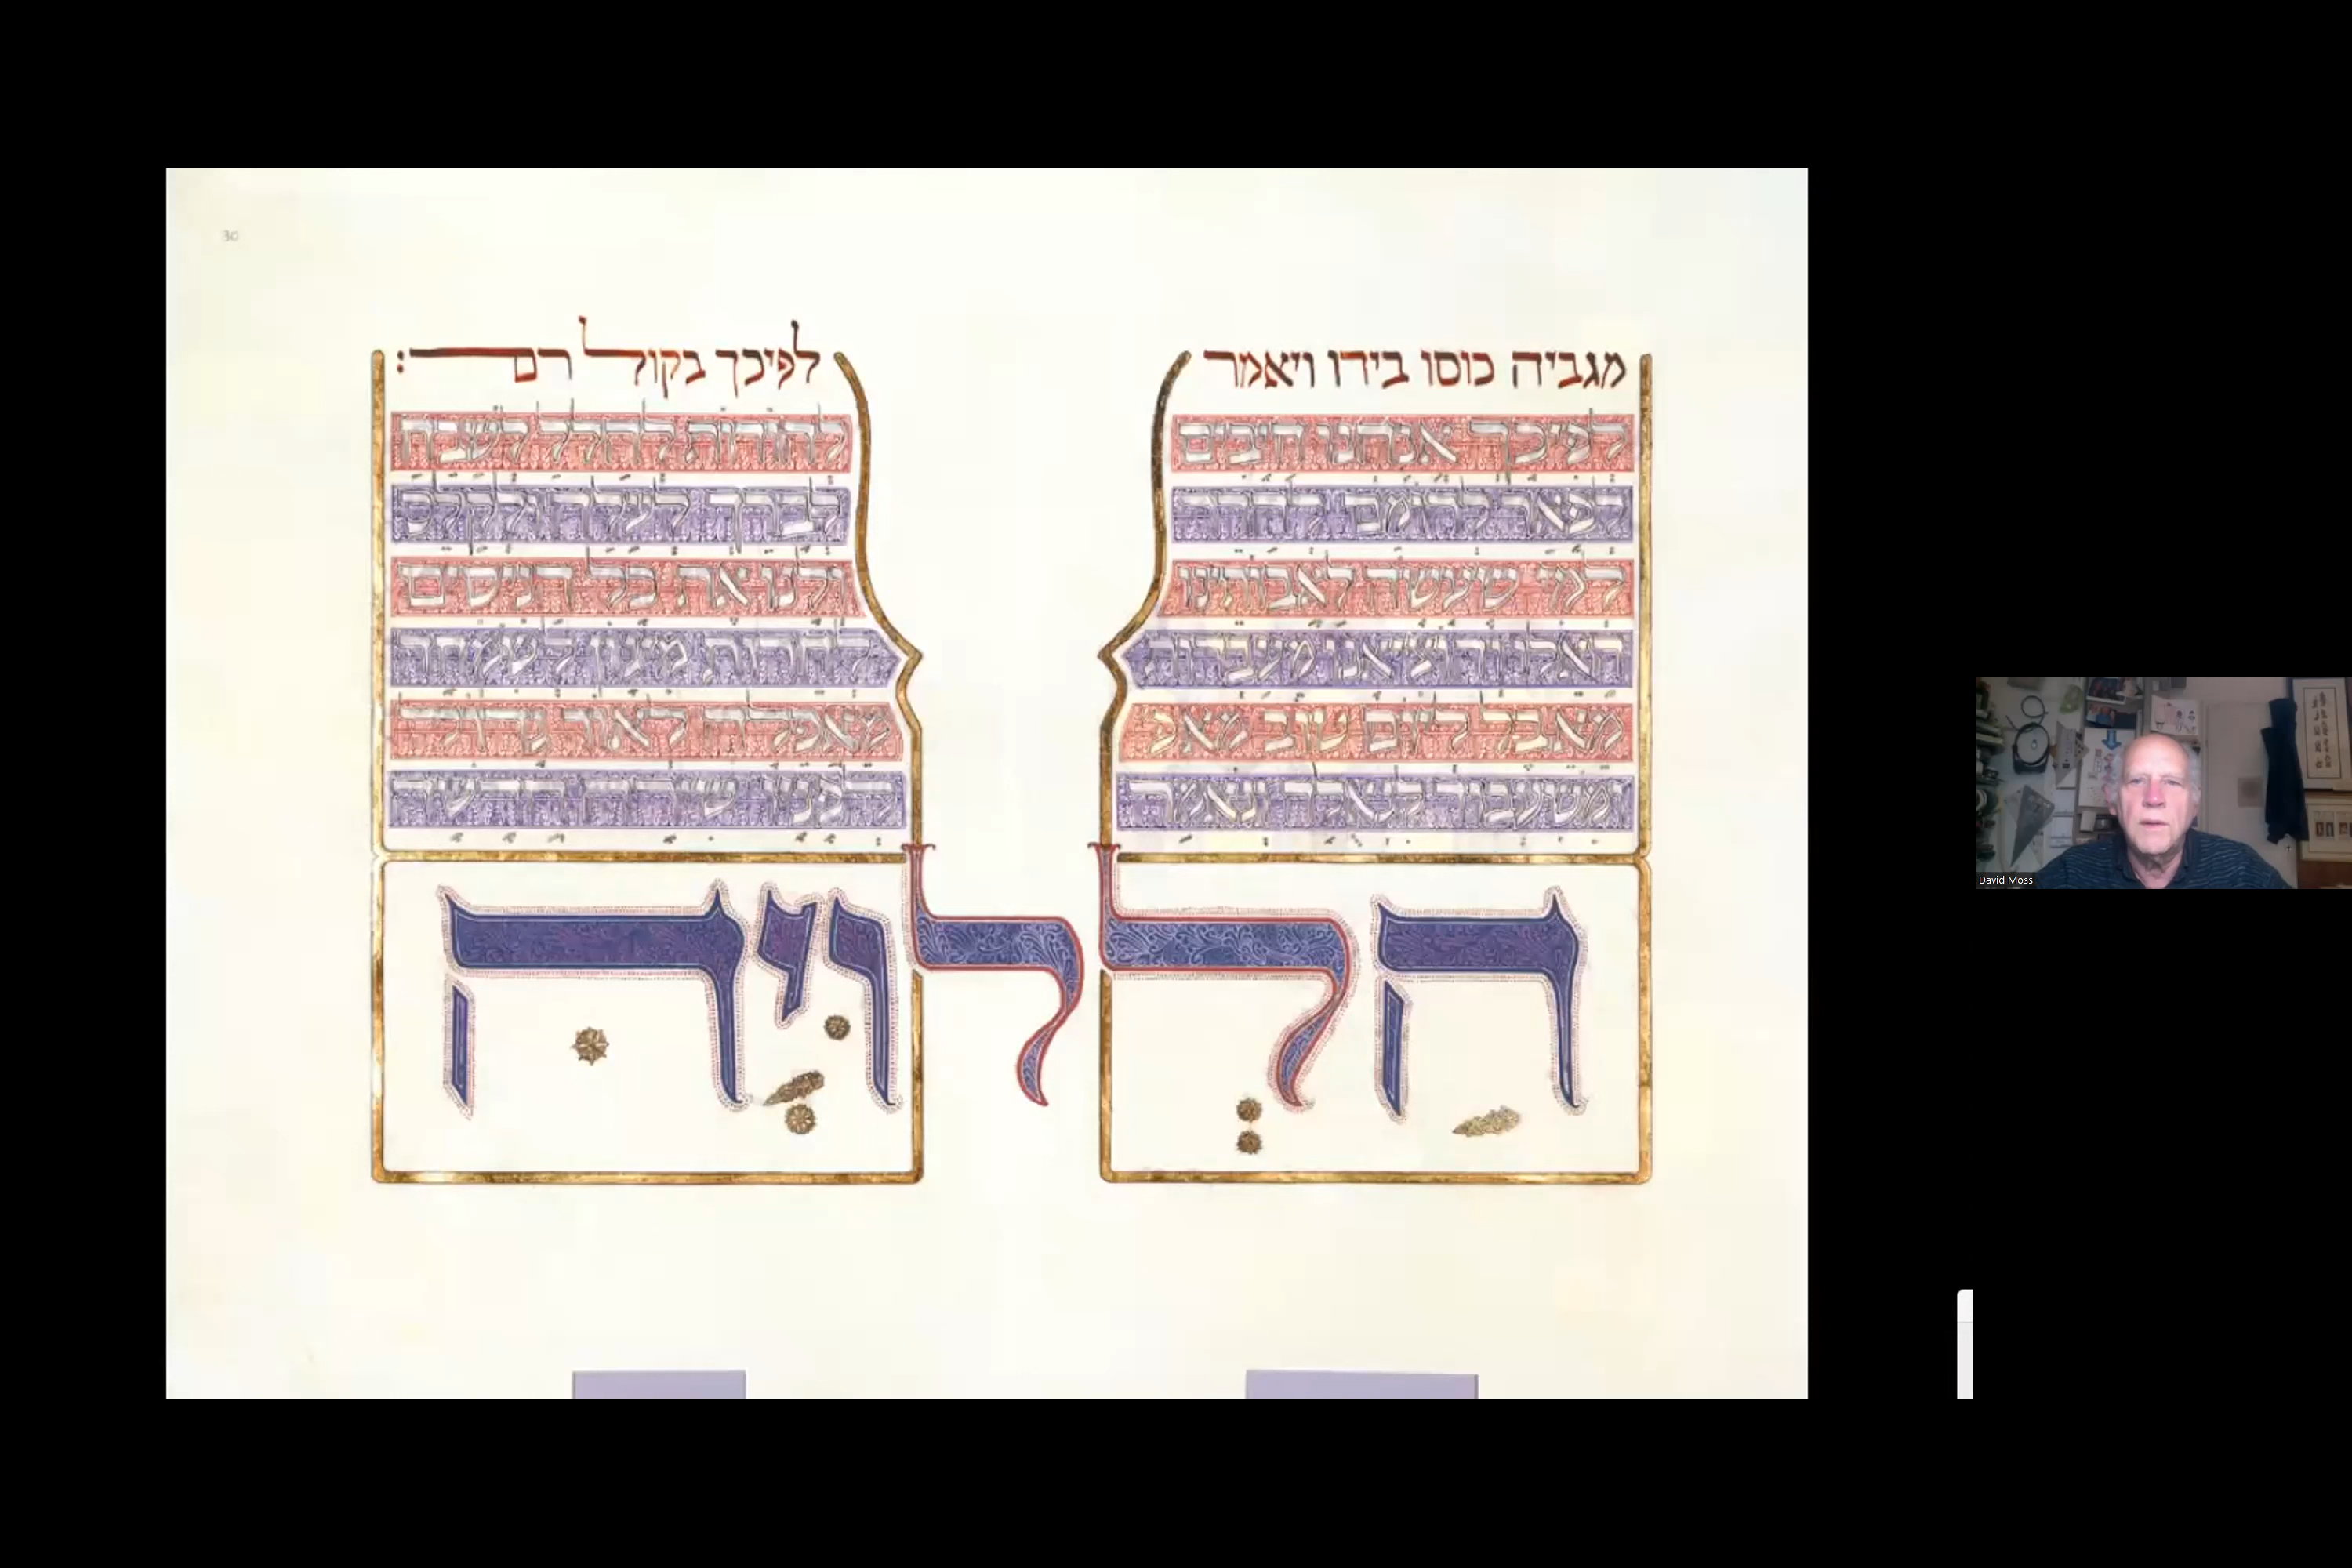 30
מגביה כוסו בידו ויאמר לפיכך בקול רם:
לפיכך אנחנו חיבים להודות להלל לשבח
לפאר לרומם להדר לברך לעלה ולקלס
למי שעשה לאבותינו ולנו את כל הניסים
האלו הוציאנו מעבדות לחרות מיגון לשמחה
מאבל ליום טוב מאפלה לאור גדול
ומשעבוד לגאלה ונאמר לפניו שירה חדשה
הללויה
David Moss